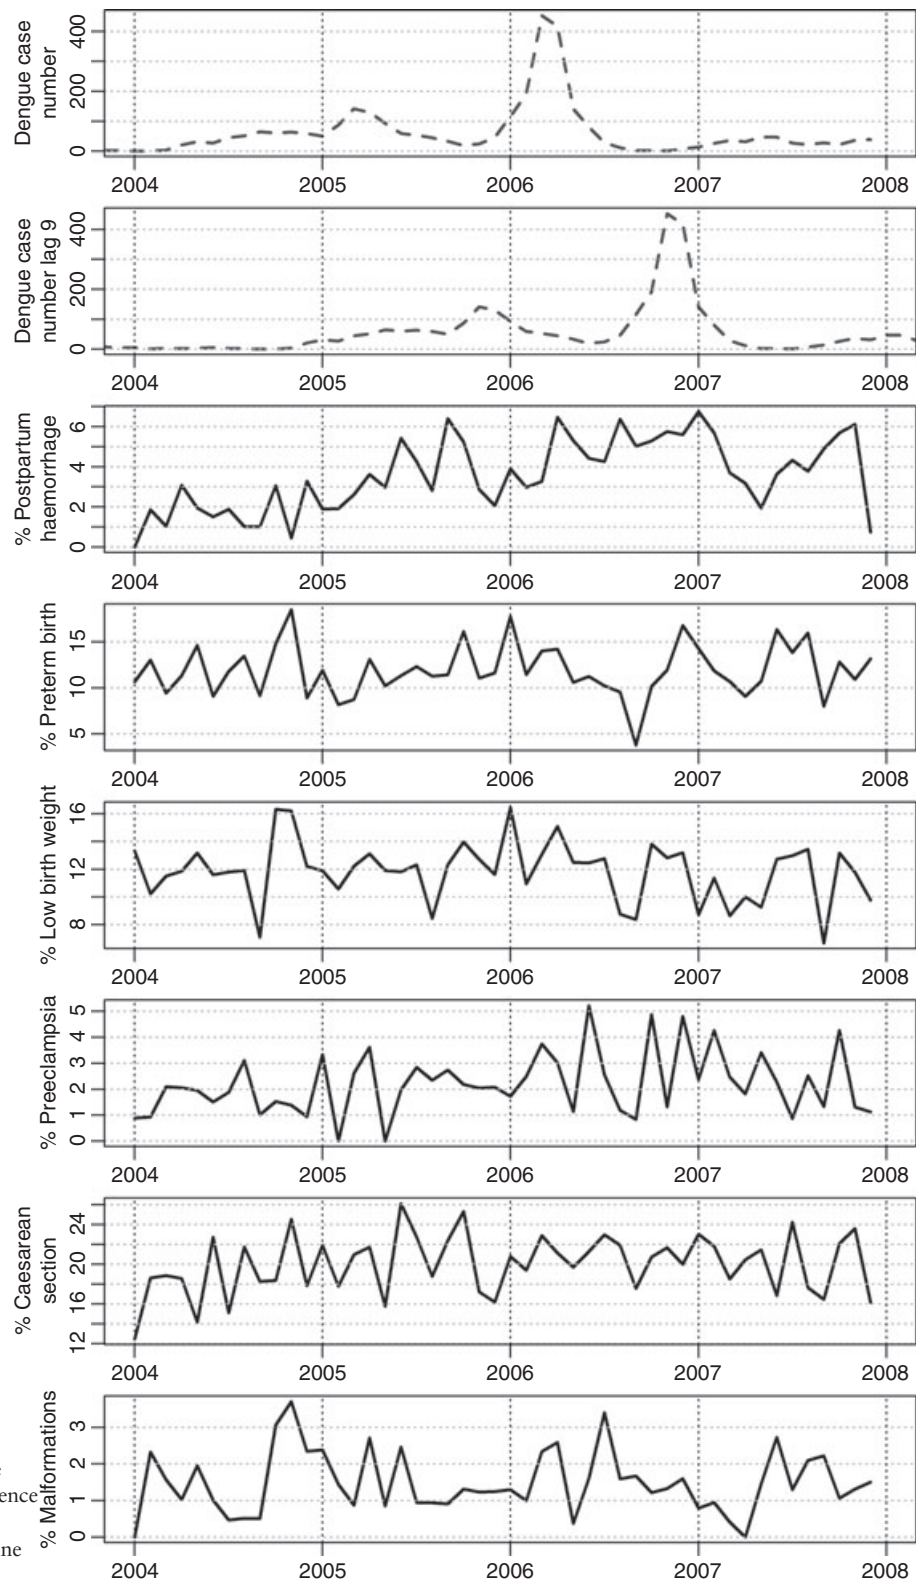 Dengue case
number
0
200
400
2004 2005 2006 2007 2008
Dengue case
number lag 9
0
200
400
2004 2005 2006 2007 2008
% Postpartum
haemorrhage
0
2
4
6
2004 2005 2006 2007 2008
% Preterm birth
5
10
15
2004 2005 2006 2007 2008
% Low birth weight
8
12
16
2004 2005 2006 2007 2008
% Preeclampsia
0
1
2
3
4
5
2004 2005 2006 2007 2008
% Caesarean
section
12
16
20
24
2004 2005 2006 2007 2008
% Malformations
0
1
2
3
2004 2005 2006 2007 2008
ence
ne